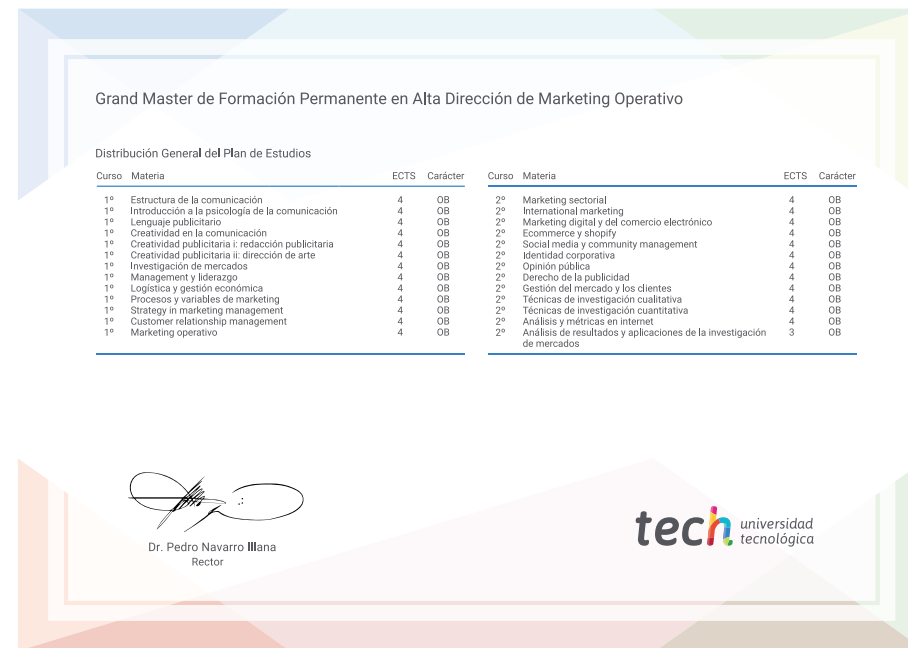 Grand Master de Formación Permanente en Alta Dirección de Marketing Operativo
Distribución General del Plan de Estudios
Curso Materia ECTS Carácter
1º Estructura de la comunicación 4 OB
1º Introducción a la psicología de la comunicación 4 OB
1º Lenguaje publicitario 4 OB
1º Creatividad en la comunicación 4 OB
1º Creatividad publicitaria i: redacción publicitaria 4 OB
1º Creatividad publicitaria ii: dirección de arte 4 OB
1º Investigación de mercados 4 OB
1º Management y liderazgo 4 OB
1º Logística y gestión económica 4 OB
1º Procesos y variables de marketing 4 OB
1º Strategy in marketing management 4 OB
1º Customer relationship management 4 OB
1º Marketing operativo 4 OB
Curso Materia ECTS Carácter
2º Marketing sectorial 4 OB
2º International marketing 4 OB
2º Marketing digital y del comercio electrónico 4 OB
2º Ecommerce y shopify 4 OB
2º Social media y community management 4 OB
2º Identidad corporativa 4 OB
2º Opinión pública 4 OB
2º Derecho de la publicidad 4 OB
2º Gestión del mercado y los clientes 4 OB
2º Técnicas de investigación cualitativa 4 OB
2º Técnicas de investigación cuantitativa 4 OB
2º Análisis y métricas en internet 4 OB
2º Análisis de resultados y aplicaciones de la investigación 3 OB
de mercados
Dr. Pedro Navarro Illana
Rector
tech universidad
tecnológica